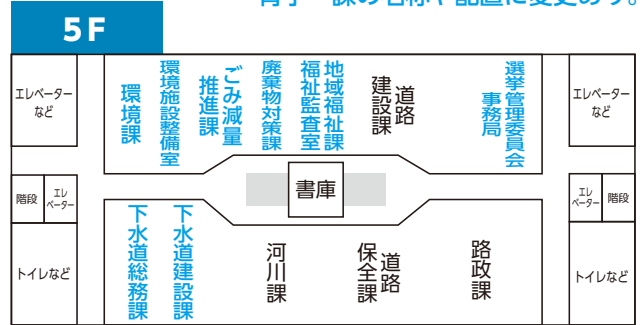 青字＝課の名称や配置に変更あり。
5F
エレベーター
など
環境課
環境施設整備室
ごみ減量
推進課
廃棄物対策課
地域福祉課
福祉監査室
道路
建設課
選挙管理委員会
事務局
エレベーター
など
階段
エレ
ベーター
書庫
エレ
ベーター
階段
トイレなど
下水道総務課
下水道建設課
河川課
道路
保全課
路政課
トイレなど